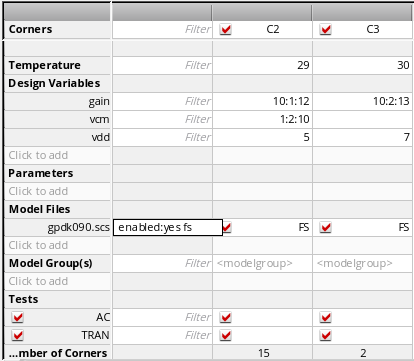 Corners Filter C2 C3
Temperature Filter 29 30
Design Variables
gain Filter 10:1:12 10:2:13
vcm Filter 1:2:10
vdd Filter 5 7
Click to add
Parameters
Click to add
Model Files
gpdk090.scs enabled:yes fs FS FS
Click to add
Model Group(s) Filter <modelgroup> <modelgroup>
Tests
AC Filter
TRAN Filter
...mber of Corners 15 2